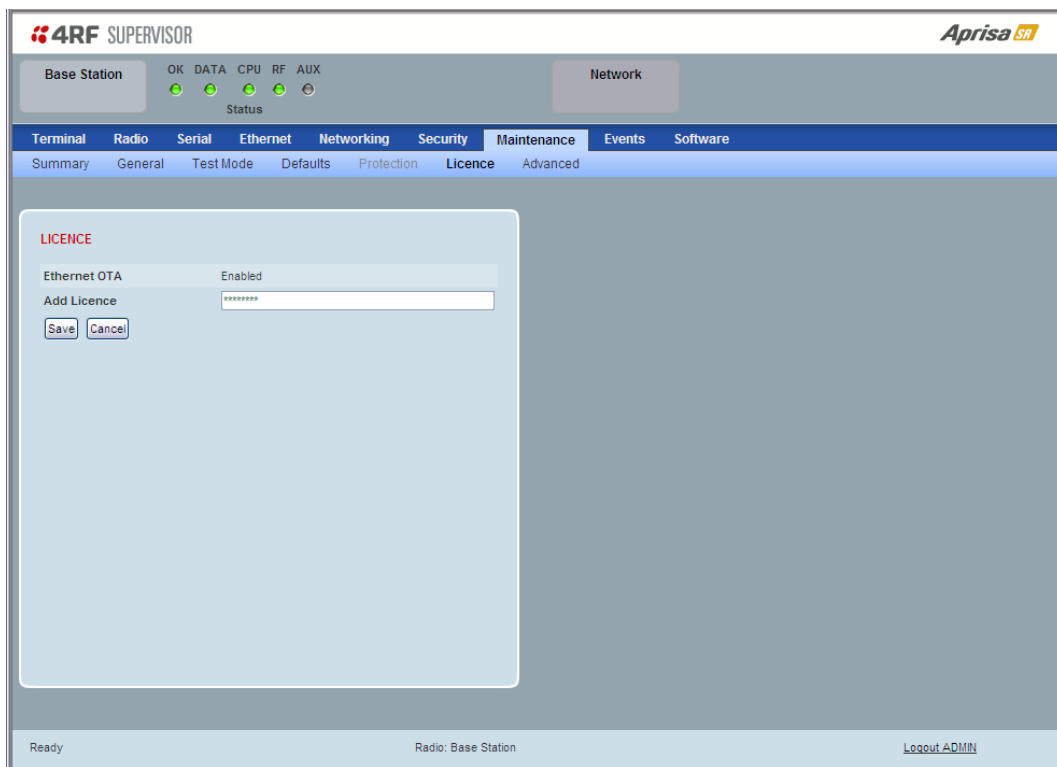 4RF SUPERVISOR
Aprisa SR
Base Station
OK DATA CPU RF AUX
Status
Network
Terminal Radio Serial Ethernet Networking Security Maintenance Events Software
Summary General Test Mode Defaults Protection Licence Advanced
LICENCE
Ethernet OTA Enabled
Add Licence ********
Save Cancel
Ready Radio: Base Station Logout ADMIN